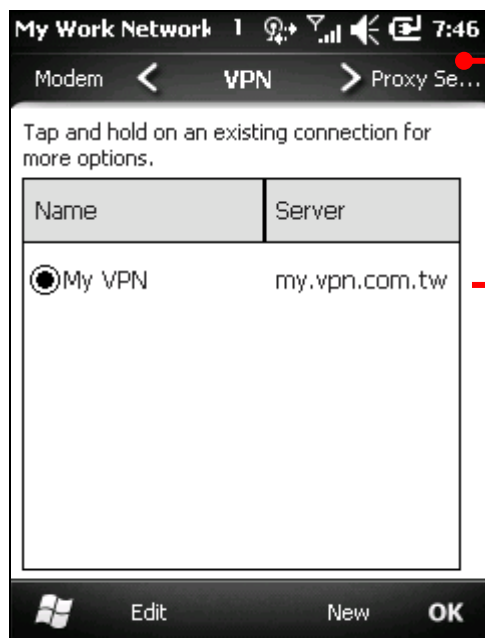 My Work Network 1 7:46
Modem < VPN > Proxy Se...
Tap and hold on an existing connection for
more options.
Name Server
My VPN my.vpn.com.tw
Edit New OK